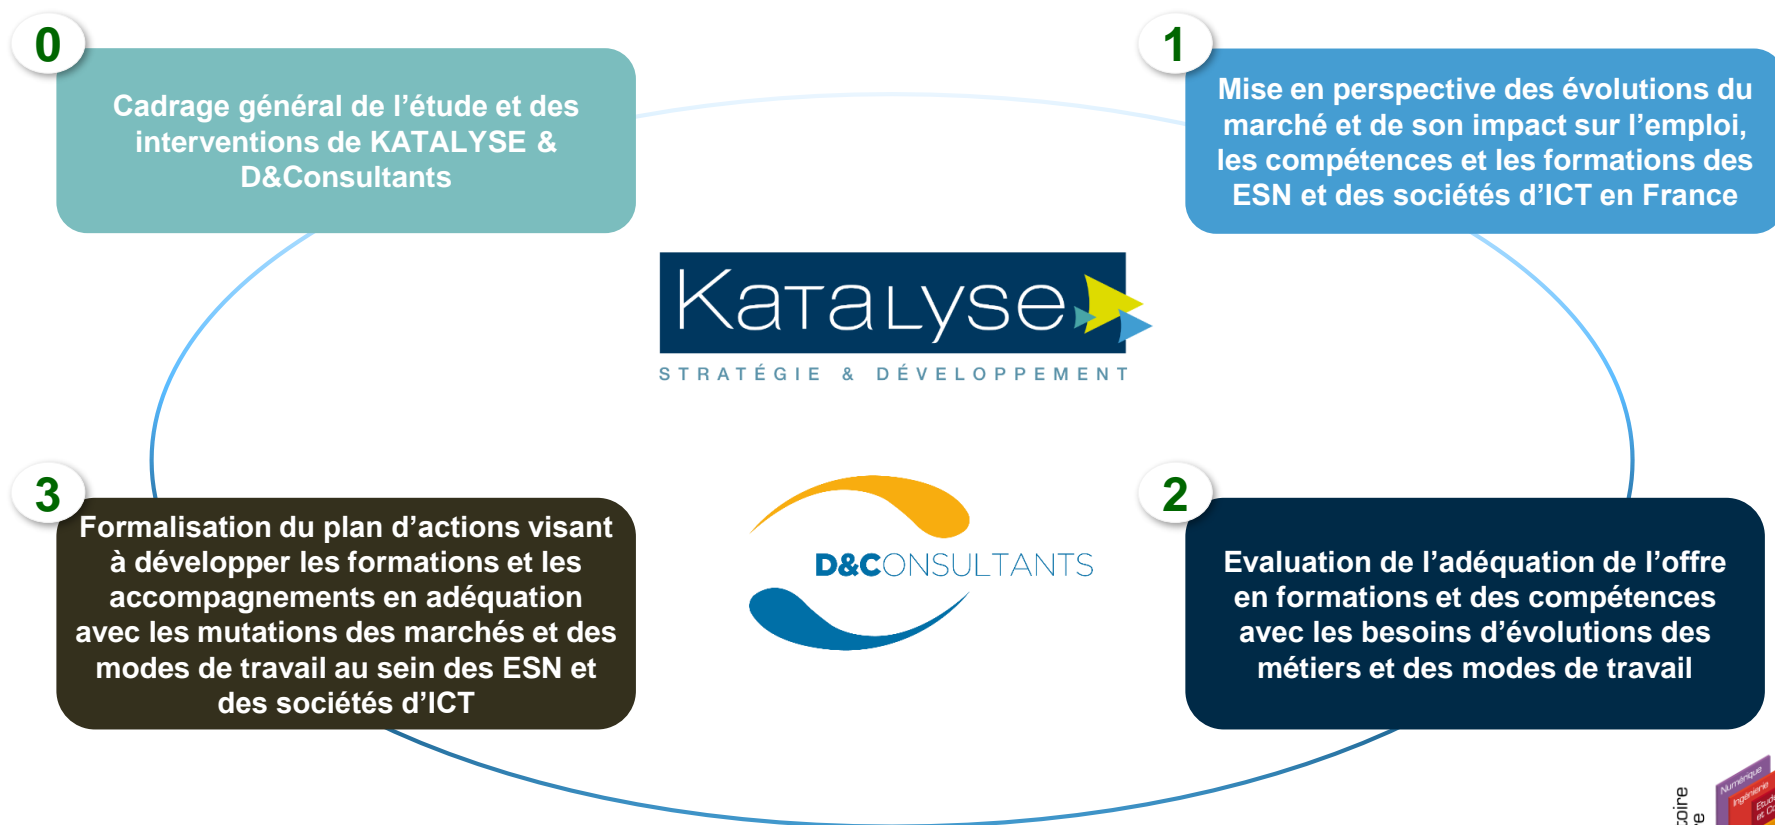 0
Cadrage général de l’étude et des
interventions de KATALYSE &
D&Consultants
1
Mise en perspective des évolutions du
marché et de son impact sur l’emploi,
les compétences et les formations des
ESN et des sociétés d’ICT en France
KATALYSE
STRATÉGIE & DÉVELOPPEMENT
D&CONSULTANTS
3
Formalisation du plan d’actions visant
à développer les formations et les
accompagnements en adéquation
avec les mutations des marchés et des
modes de travail au sein des ESN et
des sociétés d’ICT
2
Evaluation de l’adéquation de l’offre
en formations et des compétences
avec les besoins d’évolutions des
métiers et des modes de travail
Numérique
Ingénierie